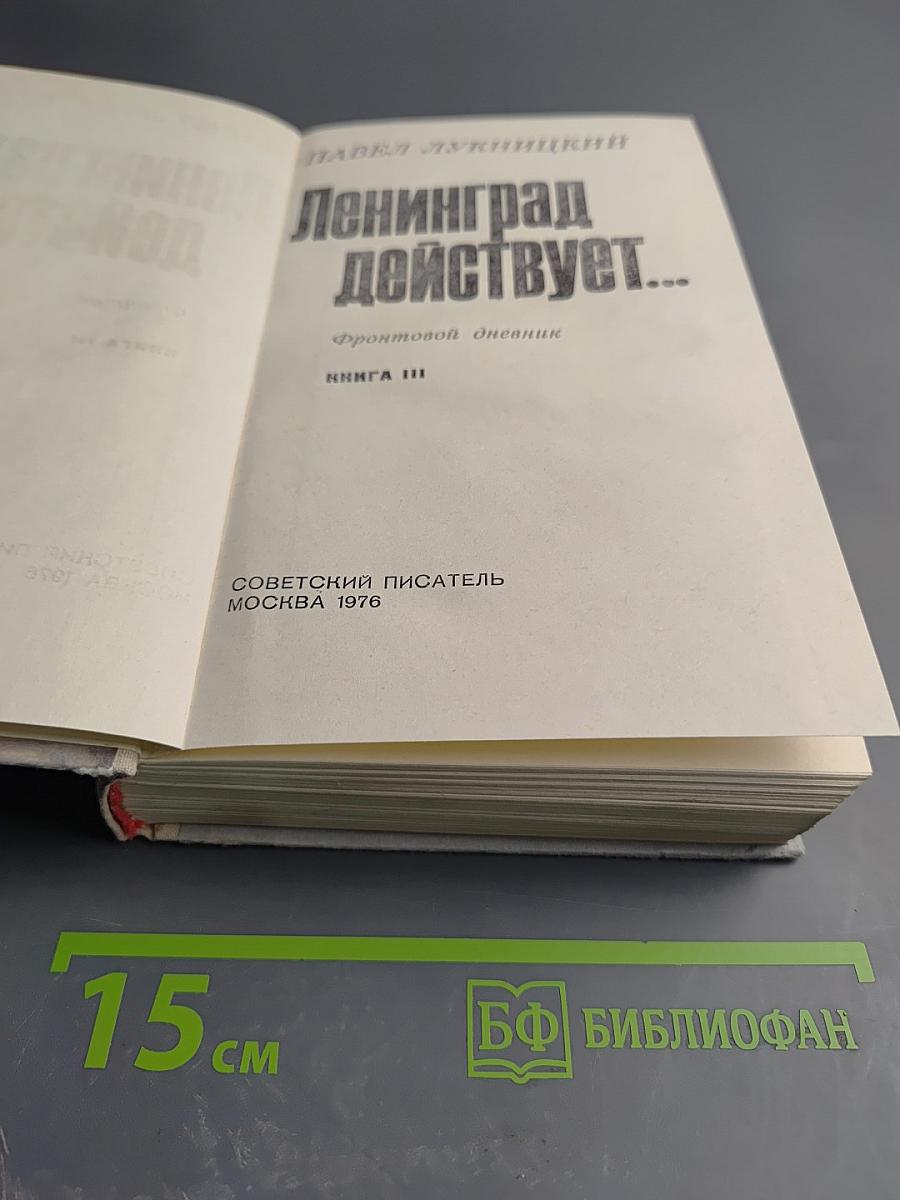 ПАВЕЛ ЛУКНИЦКИЙ
Ленинград
действует...
Фронтовой дневник
КНИГА III
СОВЕТСКИЙ ПИСАТЕЛЬ
МОСКВА 1976
15 см
БФ БИБЛИОФАН